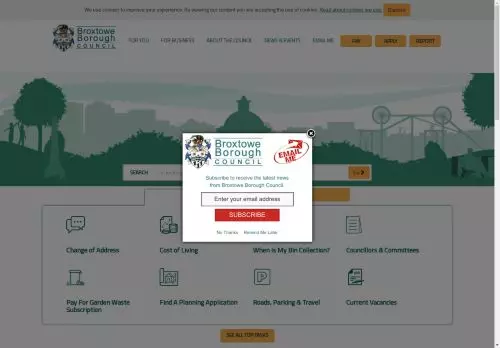 We use cookies to improve your experience. By viewing our content you are accepting the use of cookies. Read about cookies we use.
Broxtowe
Borough
COUNCIL
FOR YOU
FOR BUSINESS
ABOUT THE COUNCIL
NEWS & EVENTS
EMAIL ME
PAY
APPLY
REPORT
SEARCH
Broxtowe
Borough
COUNCIL
EMAIL
ME
Subscribe to receive the latest news
from Broxtowe Borough Council
Enter your email address
SUBSCRIBE
No Thanks
Remind Me Later
Change of Address
Cost of Living
When Is My Bin Collection?
Councillors & Committees
Pay For Garden Waste
Subscription
Find A Planning Application
Roads, Parking & Travel
Current Vacancies
SEE ALL TOP TASKS